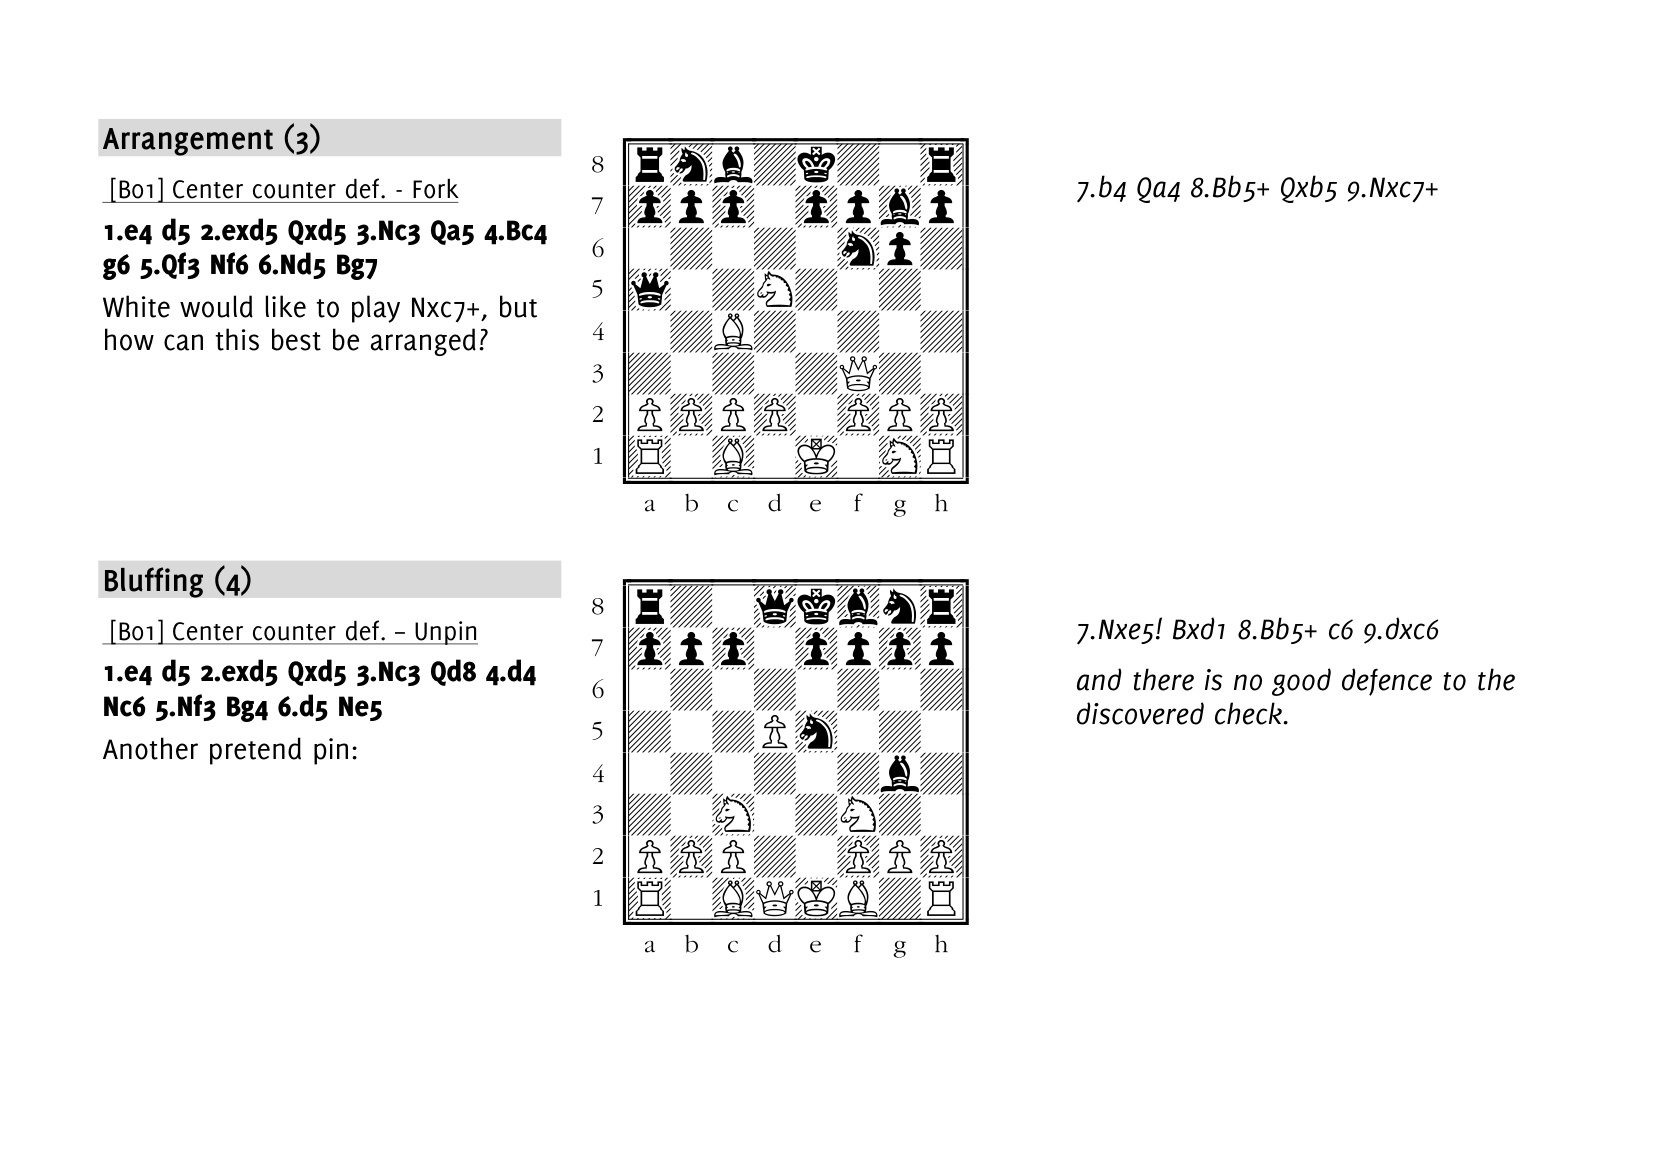 Arrangement (3)
[B01] Center counter def. - Fork
1.e4 d5 2.exd5 Qxd5 3.Nc3 Qa5 4.Bc4
g6 5.Qf3 Nf6 6.Nd5 Bg7
White would like to play Nxc7+, but
how can this best be arranged?
8
7
6
5
4
3
2
1
a b c d e f g h
7.b4 Qa4 8.Bb5+ Qxb5 9.Nxc7+
Bluffing (4)
[B01] Center counter def. – Unpin
1.e4 d5 2.exd5 Qxd5 3.Nc3 Qd8 4.d4
Nc6 5.Nf3 Bg4 6.d5 Ne5
Another pretend pin:
8
7
6
5
4
3
2
1
a b c d e f g h
7.Nxe5! Bxd1 8.Bb5+ c6 9.dxc6
and there is no good defence to the
discovered check.